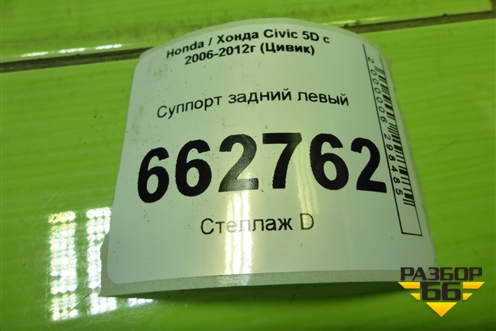 Honda / Хонда Civic 5D с
2006-2012г (Цивик)
Суппорт задний левый
662762
Стеллаж D
РАЗБОР
66